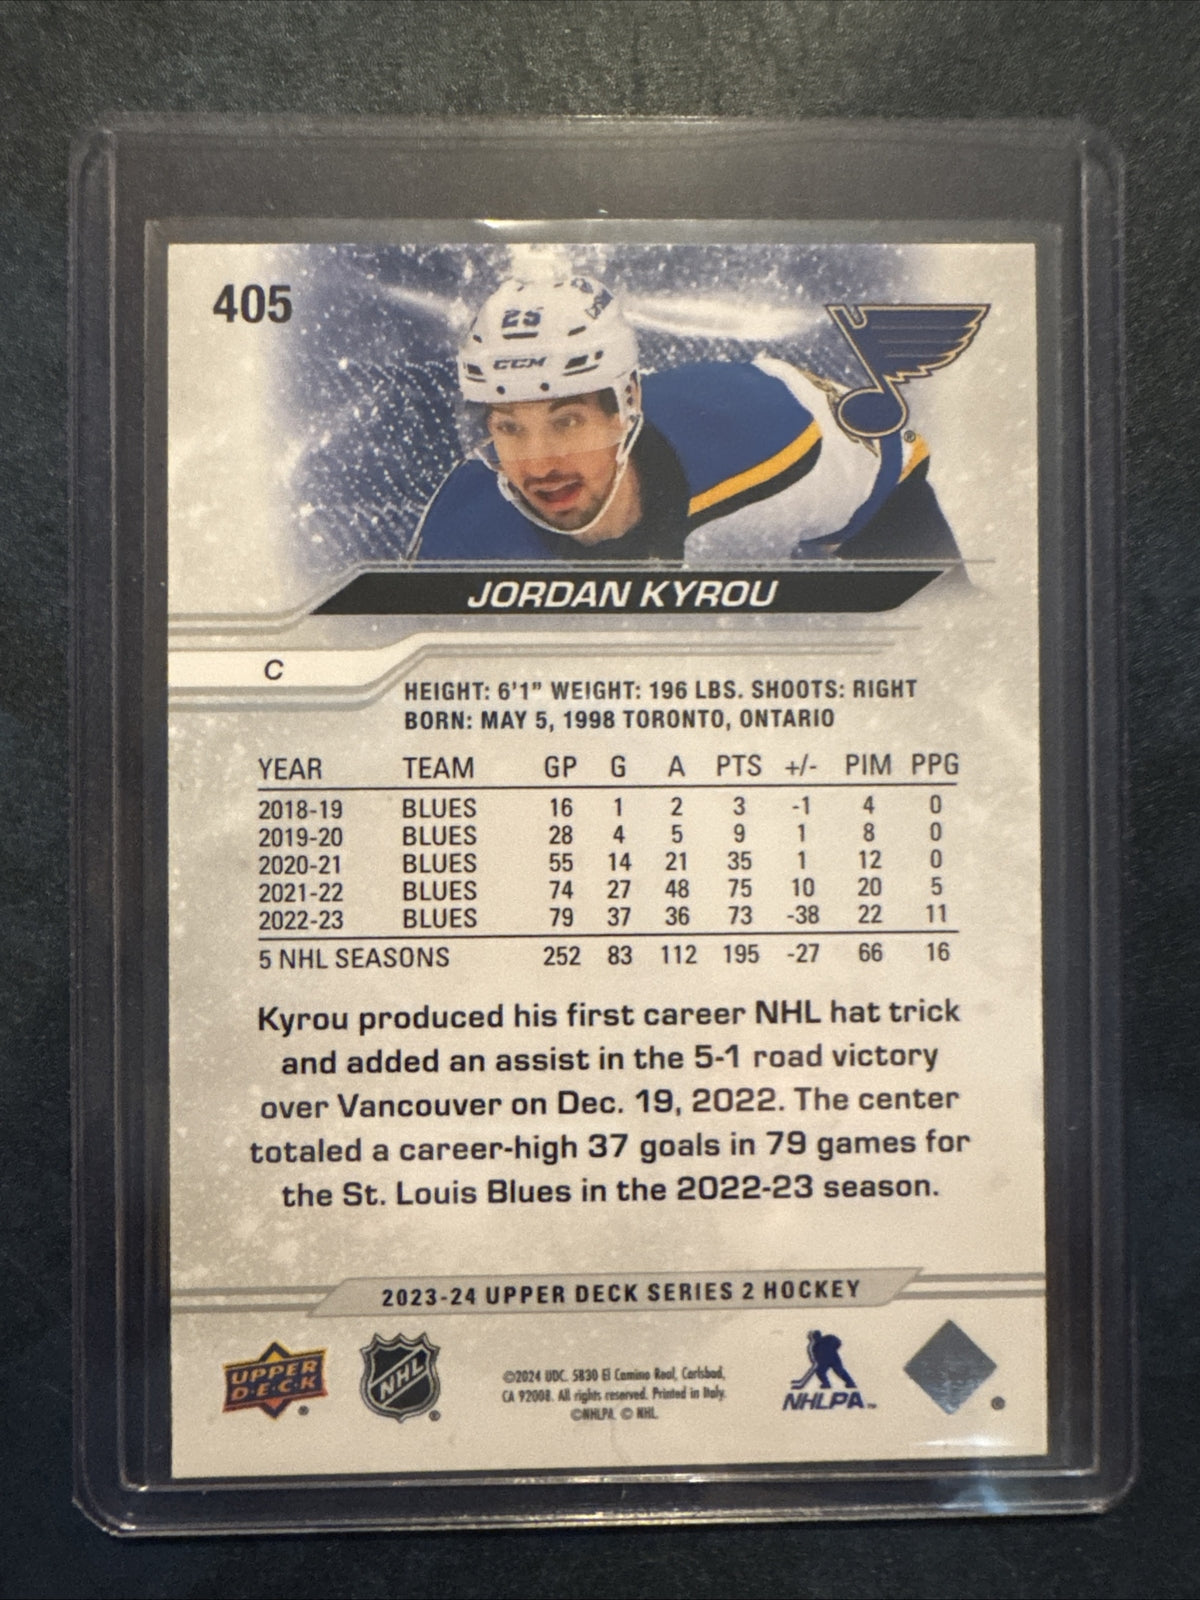 405
25
CCM
JORDAN KYROU
C
HEIGHT: 6'1" WEIGHT: 196 LBS. SHOOTS: RIGHT
BORN: MAY 5, 1998 TORONTO, ONTARIO
YEAR TEAM GP G A PTS +/- PIM PPG
2018-19 BLUES 16 1 2 3 -1 4 0
2019-20 BLUES 28 4 5 9 1 8 0
2020-21 BLUES 55 14 21 35 1 12 0
2021-22 BLUES 74 27 48 75 10 20 5
2022-23 BLUES 79 37 36 73 -38 22 11
5 NHL SEASONS 252 83 112 195 -27 66 16
Kyrou produced his first career NHL hat trick
and added an assist in the 5-1 road victory
over Vancouver on Dec. 19, 2022. The center
totaled a career-high 37 goals in 79 games for
the St. Louis Blues in the 2022-23 season.
2023-24 UPPER DECK SERIES 2 HOCKEY
UPPER
D·E·C·K
NHL
©2024 UDC. 5830 El Camino Real, Carlsbad,
CA 92008. All rights reserved. Printed in Italy.
©NHLPA. © NHL.
NHLPA™